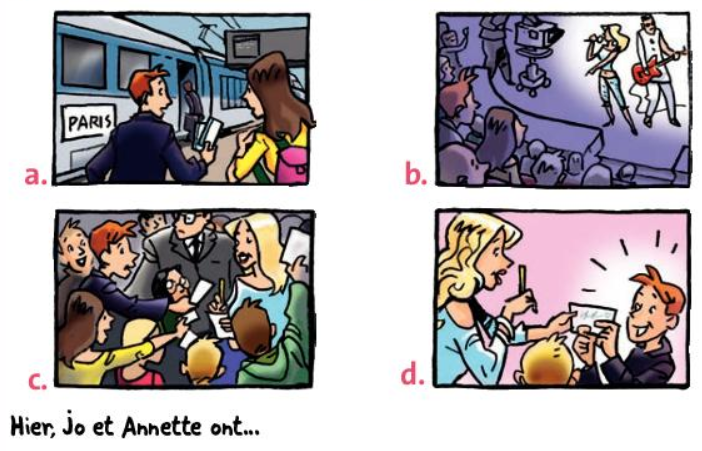 PARIS
a.
b.
c.
d.
Hier, Jo et Annette ont...